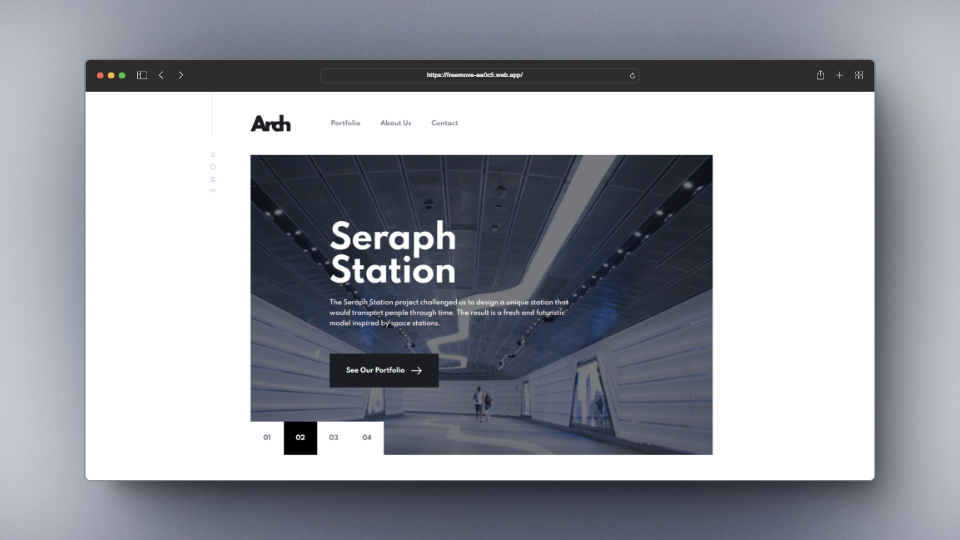 https://freemove-ea0c5.web.app/
Arch
Portfolio
About Us
Contact
HOME
Seraph
Station
The Seraph Station project challenged us to design a unique station that
would transport people through time. The result is a fresh and futuristic
model inspired by space stations.
See Our Portfolio
01
02
03
04